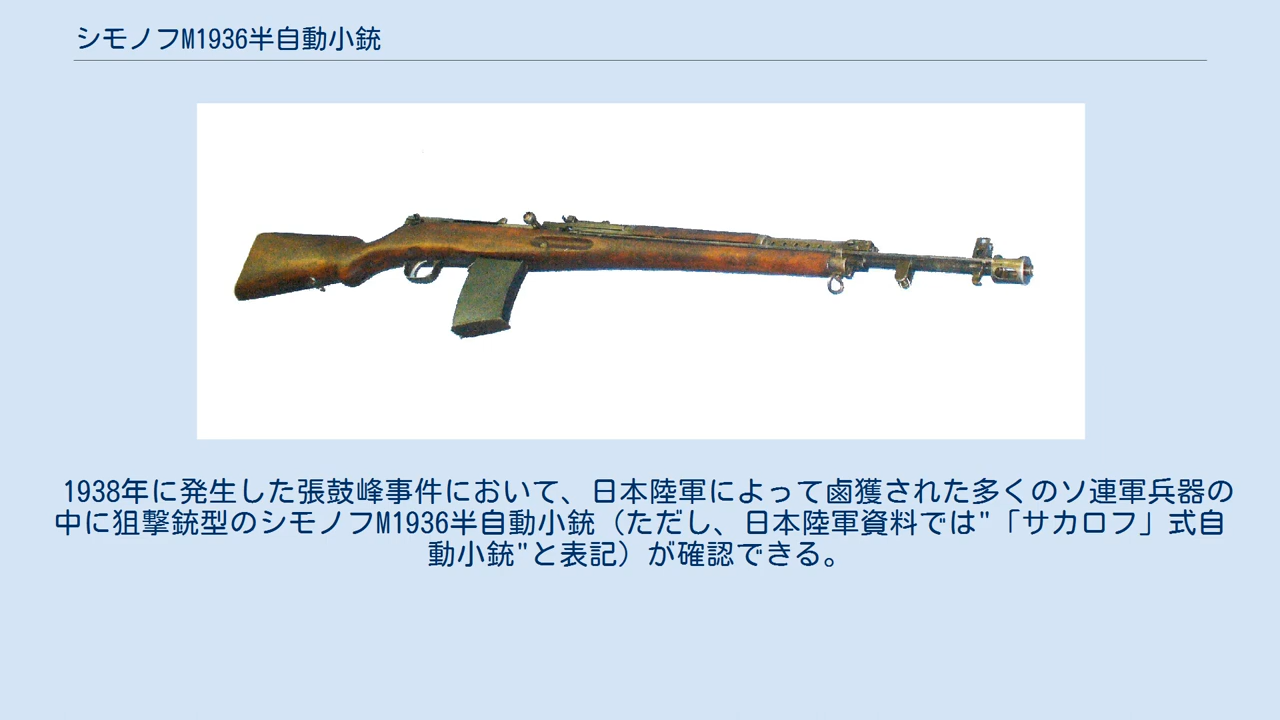 シモノフM1936半自動小銃
1938年に発生した張鼓峰事件において、日本陸軍によって鹵獲された多くのソ連軍兵器の
中に狙撃銃型のシモノフM1936半自動小銃（ただし、日本陸軍資料では"「サカロフ」式自
動小銃"と表記）が確認できる。